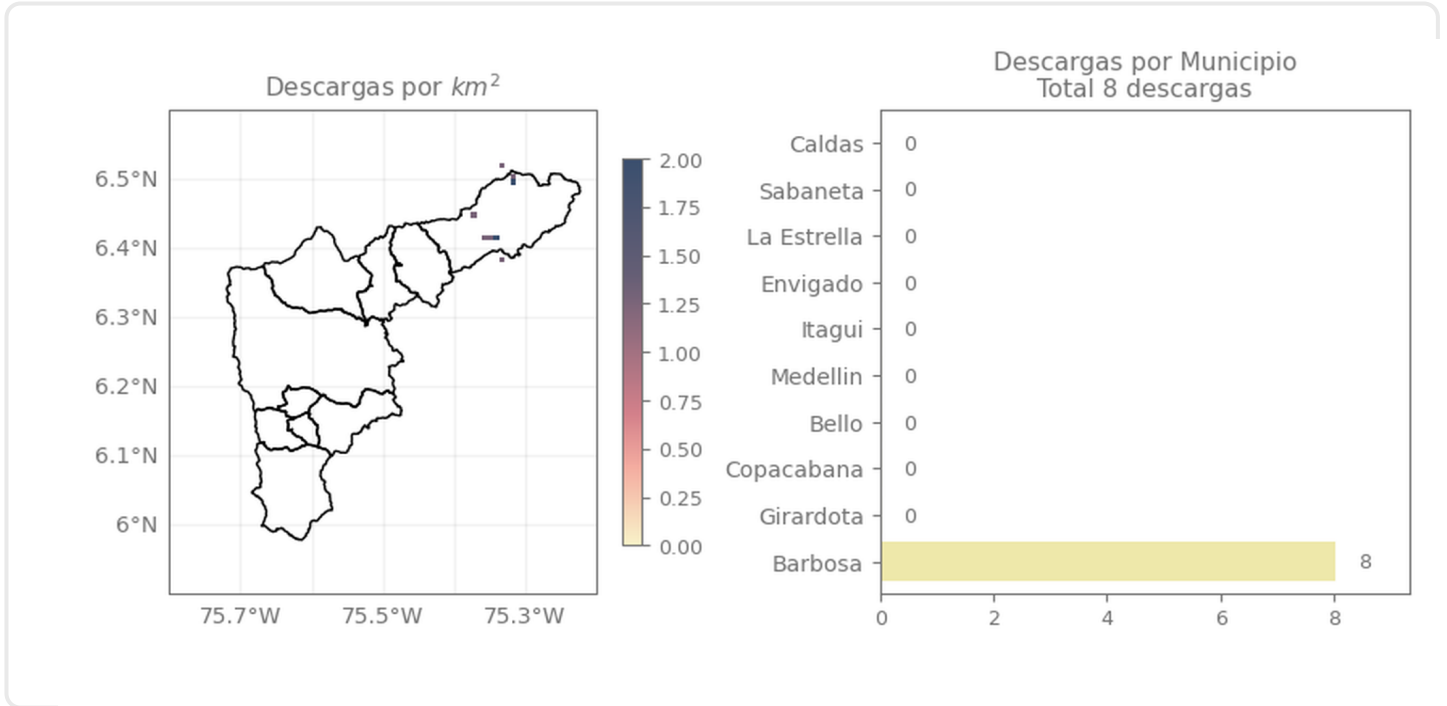 Descargas por km²
6.5°N
6.4°N
6.3°N
6.2°N
6.1°N
6°N
75.7°W 75.5°W 75.3°W
2.00
1.75
1.50
1.25
1.00
0.75
0.50
0.25
0.00
Descargas por Municipio
Total 8 descargas
Caldas 0
Sabaneta 0
La Estrella 0
Envigado 0
Itagui 0
Medellin 0
Bello 0
Copacabana 0
Girardota 0
Barbosa 8
0 2 4 6 8